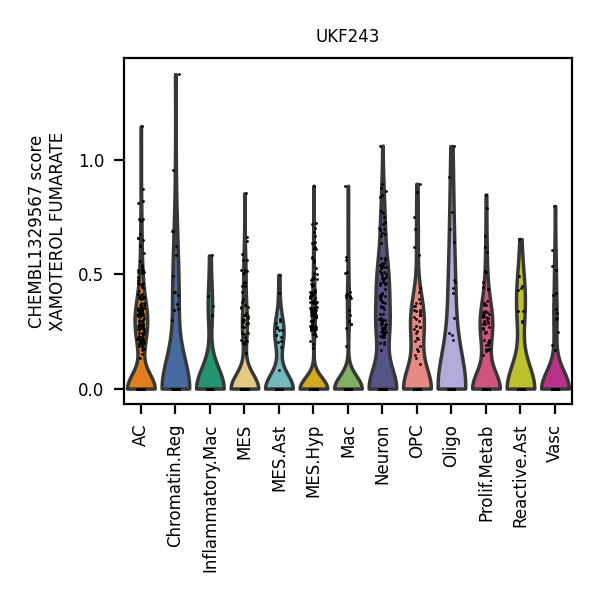 UKF243
CHEMBL1329567 score
XAMOTEROL FUMARATE
1.0
0.5
0.0
AC
Chromatin.Reg
Inflammatory.Mac
MES
MES.Ast
MES.Hyp
Mac
Neuron
OPC
Oligo
Prolif.Metab
Reactive.Ast
Vasc